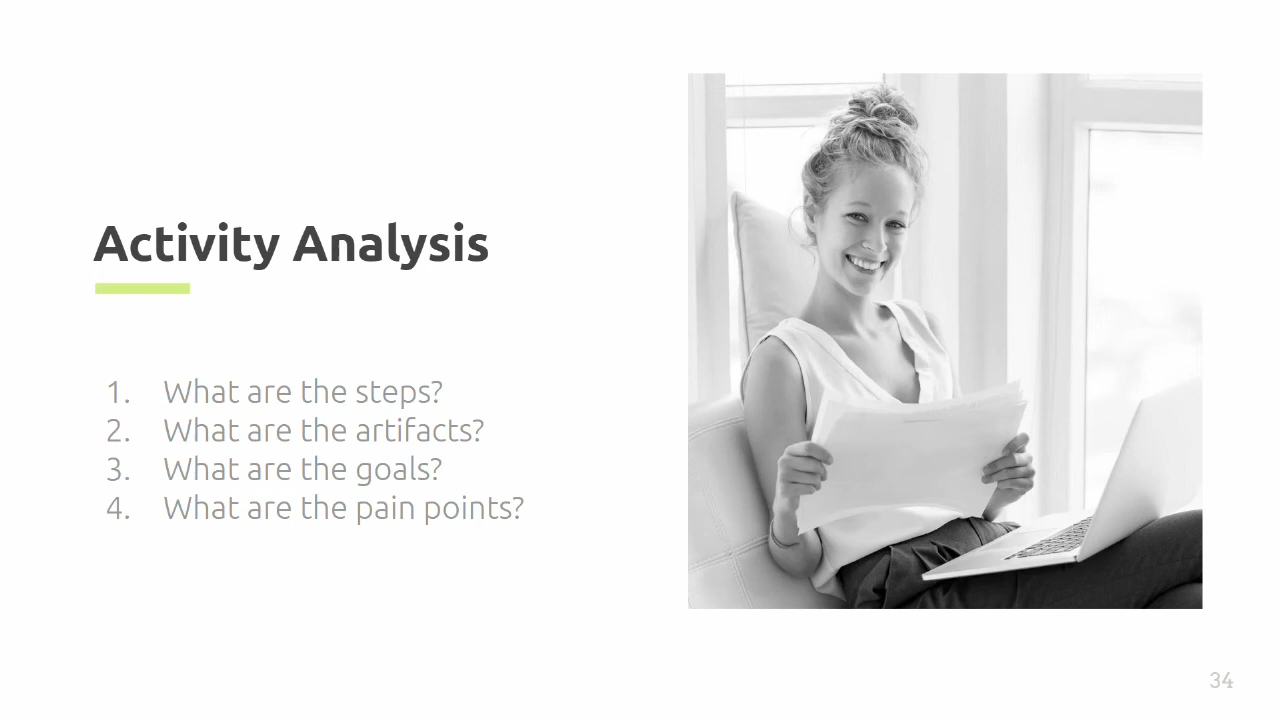 Activity Analysis
1. What are the steps?
2. What are the artifacts?
3. What are the goals?
4. What are the pain points?
34